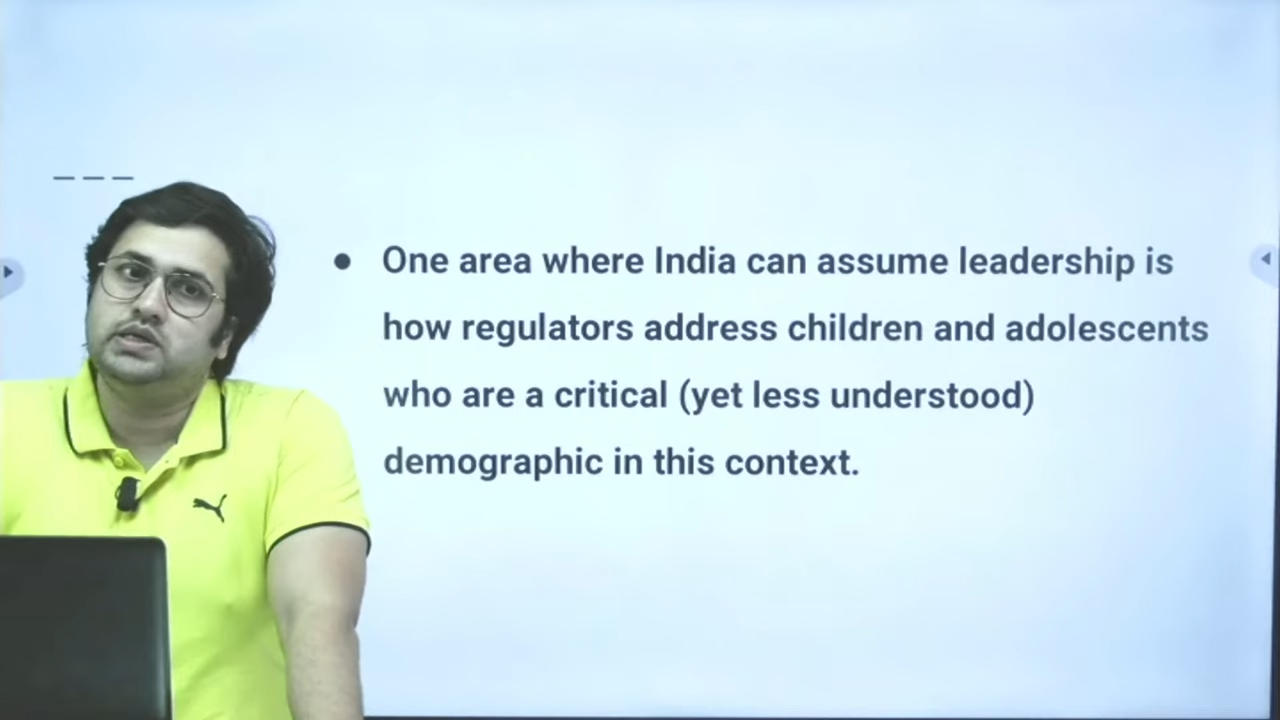 One area where India can assume leadership is
how regulators address children and adolescents
who are a critical (yet less understood)
demographic in this context.